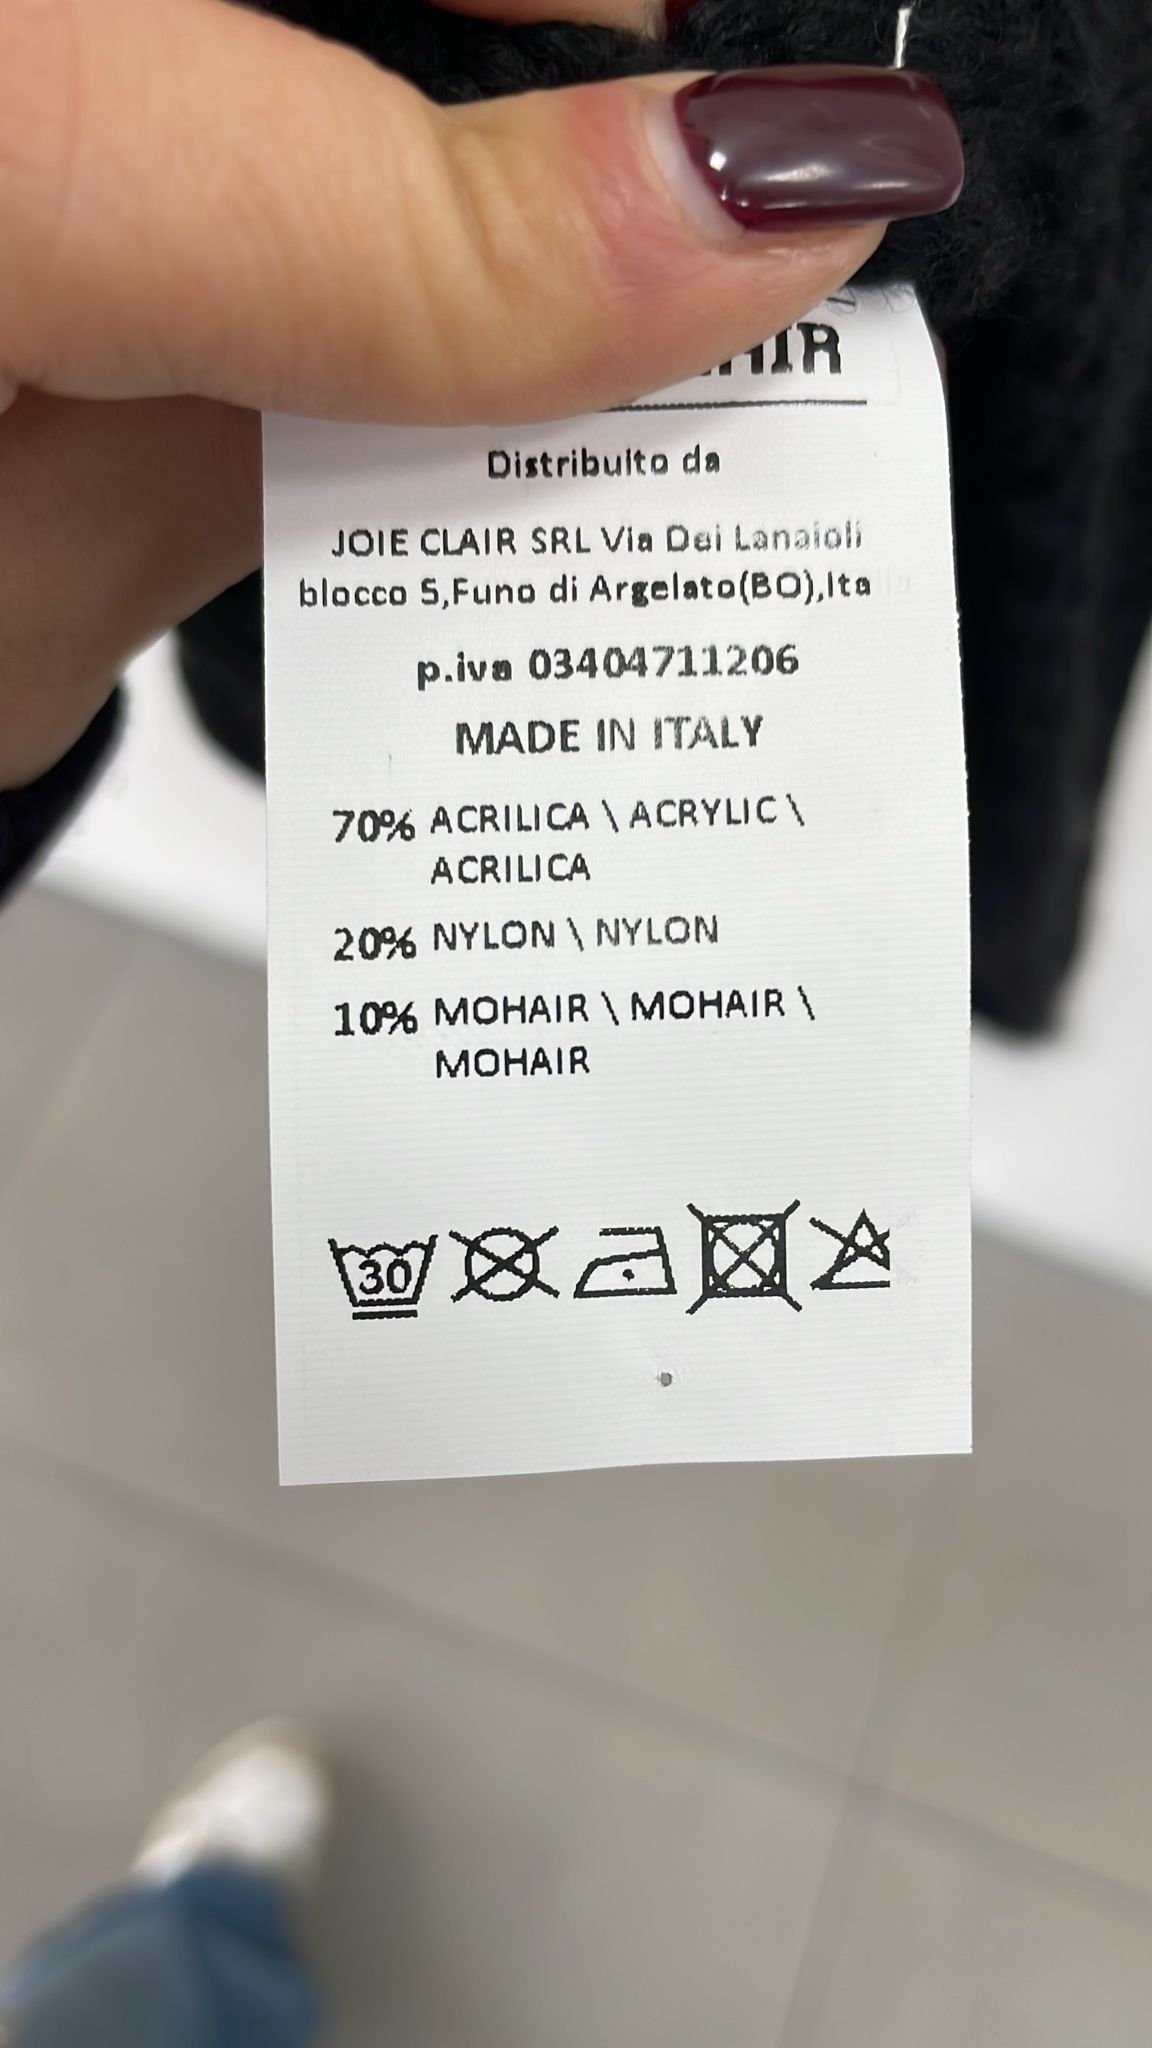 Distribuito da
JOIE CLAIR SRL Via Dei Lanaioli
blocco 5,Funo di Argelato(BO),Ita
p.iva 03404711206
MADE IN ITALY
70% ACRILICA \ ACRYLIC \
ACRILICA
20% NYLON \ NYLON
10% MOHAIR \ MOHAIR \
MOHAIR
30